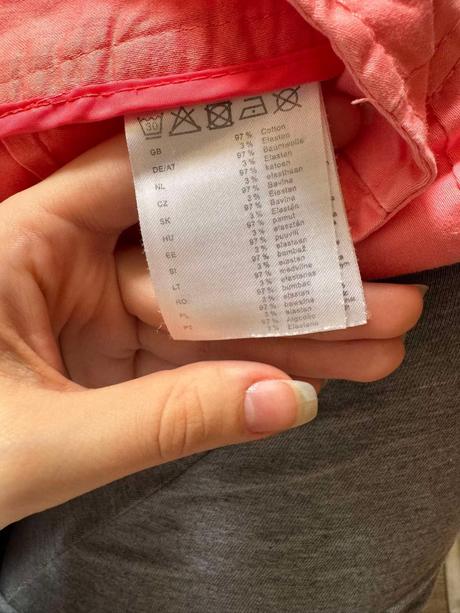 30
GB 97 % Cotton
3 % Elastan
DE/AT 97 % Baumwolle
3 % Elastan
NL 97 % katoen
3 % elasthaan
CZ 97 % Bavlna
3 % Elastan
SK 97 % Bavlna
3 % Elastén
HU 97 % pamut
3 % elasztén
EE 97 % puuvill
3 % elastaan
SI 97 % bombaž
3 % elastan
LT 97 % medvilnė
3 % elastanas
RO 97 % bumbac
3 % elastan
PL 97 % bawełna
3 % elastan
PT 97 % Algodão
3 % Elastano